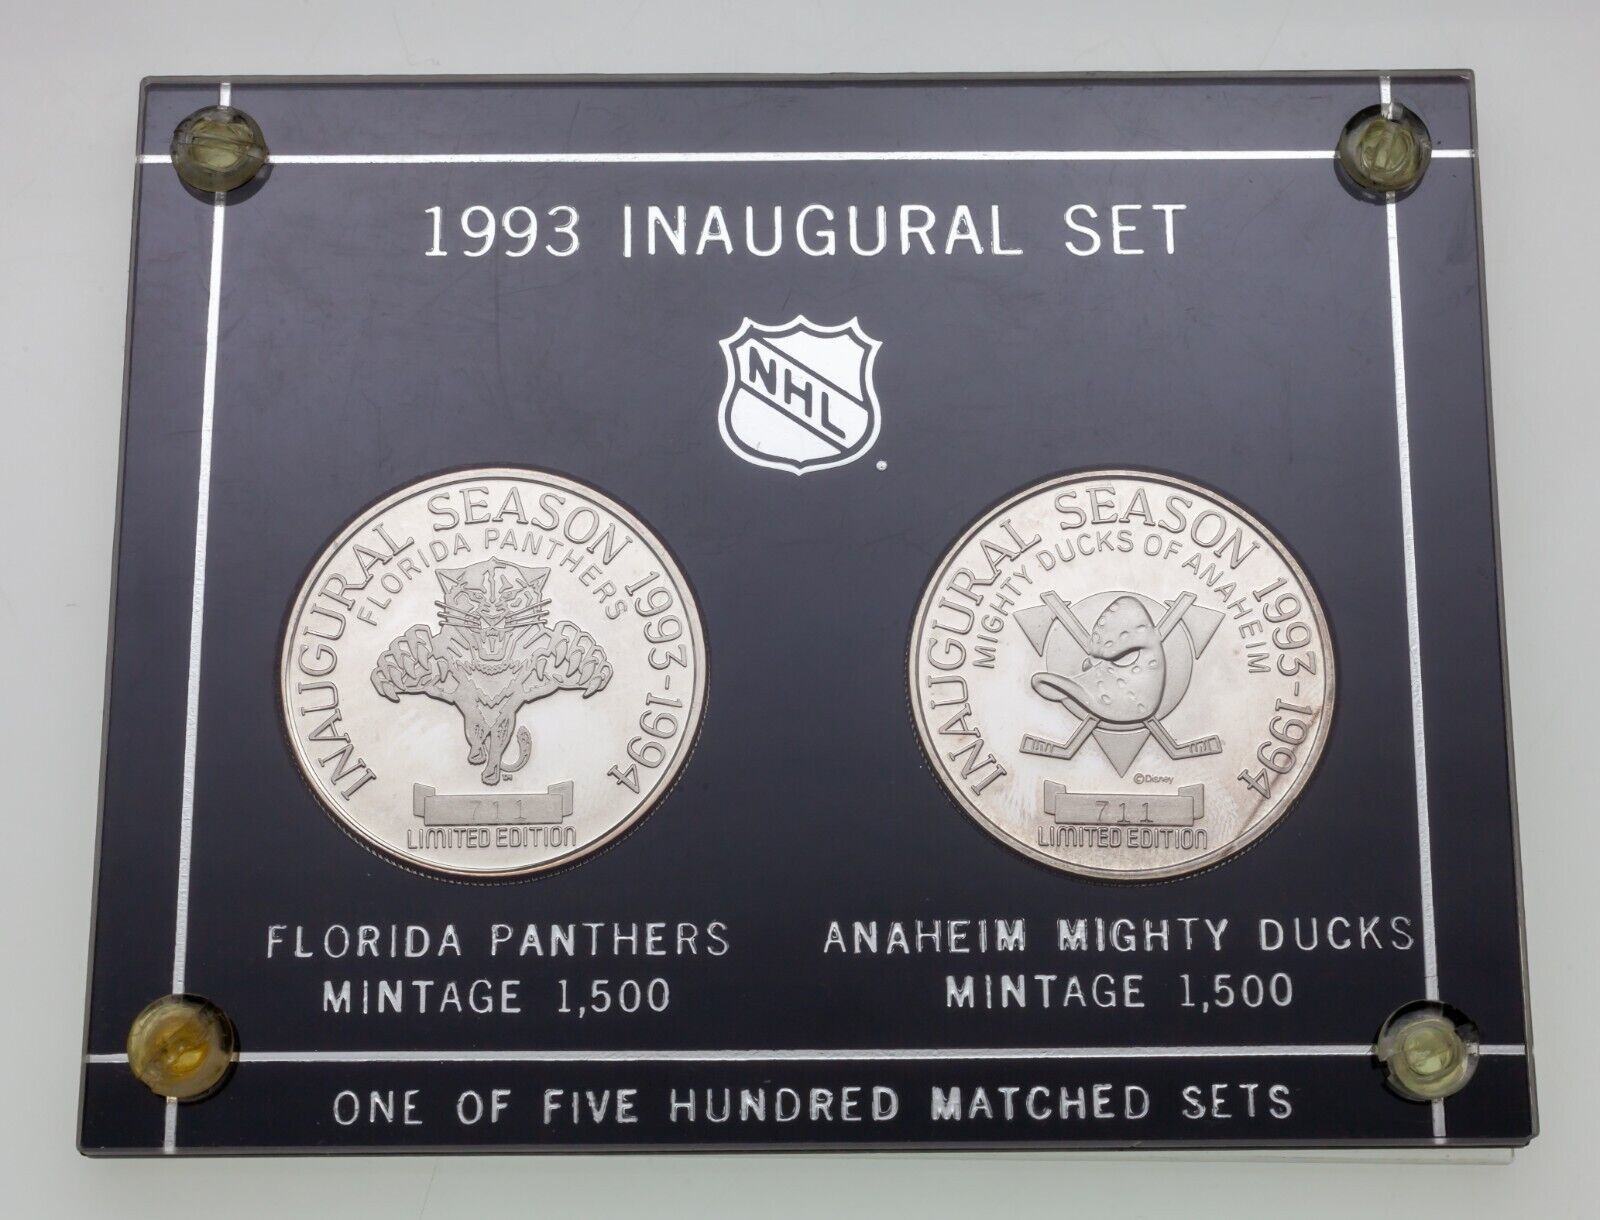 1993 INAUGURAL SET
NHL
INAUGURAL SEASON 1993-1994
FLORIDA PANTHERS
TM
711
LIMITED EDITION
INAUGURAL SEASON 1993-1994
MIGHTY DUCKS OF ANAHEIM
©Disney
711
LIMITED EDITION
FLORIDA PANTHERS
MINTAGE 1,500
ANAHEIM MIGHTY DUCKS
MINTAGE 1,500
ONE OF FIVE HUNDRED MATCHED SETS